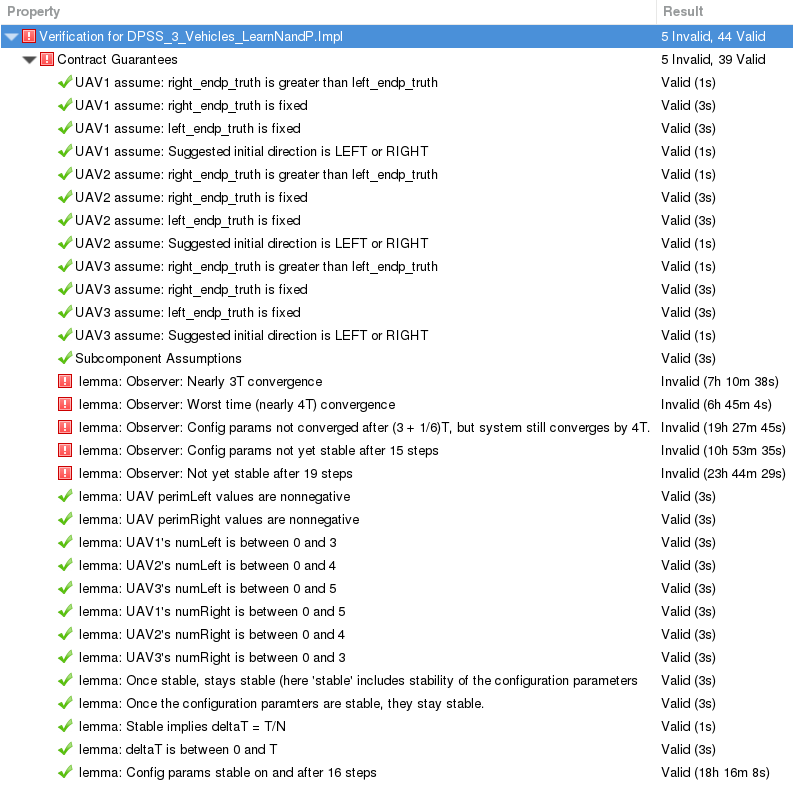 Property Result
Verification for DPSS_3_Vehicles_LearnNandP.Impl 5 Invalid, 44 Valid
Contract Guarantees 5 Invalid, 39 Valid
UAV1 assume: right_endp_truth is greater than left_endp_truth Valid (1s)
UAV1 assume: right_endp_truth is fixed Valid (3s)
UAV1 assume: left_endp_truth is fixed Valid (3s)
UAV1 assume: Suggested initial direction is LEFT or RIGHT Valid (1s)
UAV2 assume: right_endp_truth is greater than left_endp_truth Valid (1s)
UAV2 assume: right_endp_truth is fixed Valid (3s)
UAV2 assume: left_endp_truth is fixed Valid (3s)
UAV2 assume: Suggested initial direction is LEFT or RIGHT Valid (1s)
UAV3 assume: right_endp_truth is greater than left_endp_truth Valid (1s)
UAV3 assume: right_endp_truth is fixed Valid (3s)
UAV3 assume: left_endp_truth is fixed Valid (3s)
UAV3 assume: Suggested initial direction is LEFT or RIGHT Valid (1s)
Subcomponent Assumptions Valid (3s)
lemma: Observer: Nearly 3T convergence Invalid (7h 10m 38s)
lemma: Observer: Worst time (nearly 4T) convergence Invalid (6h 45m 4s)
lemma: Observer: Config params not converged after (3 + 1/6)T, but system still converges by 4T. Invalid (19h 27m 45s)
lemma: Observer: Config params not yet stable after 15 steps Invalid (10h 53m 35s)
lemma: Observer: Not yet stable after 19 steps Invalid (23h 44m 29s)
lemma: UAV perimLeft values are nonnegative Valid (3s)
lemma: UAV perimRight values are nonnegative Valid (3s)
lemma: UAV1's numLeft is between 0 and 3 Valid (3s)
lemma: UAV2's numLeft is between 0 and 4 Valid (3s)
lemma: UAV3's numLeft is between 0 and 5 Valid (3s)
lemma: UAV1's numRight is between 0 and 5 Valid (3s)
lemma: UAV2's numRight is between 0 and 4 Valid (3s)
lemma: UAV3's numRight is between 0 and 3 Valid (3s)
lemma: Once stable, stays stable (here 'stable' includes stability of the configuration parameters Valid (3s)
lemma: Once the configuration paramters are stable, they stay stable. Valid (3s)
lemma: Stable implies deltaT = T/N Valid (1s)
lemma: deltaT is between 0 and T Valid (3s)
lemma: Config params stable on and after 16 steps Valid (18h 16m 8s)